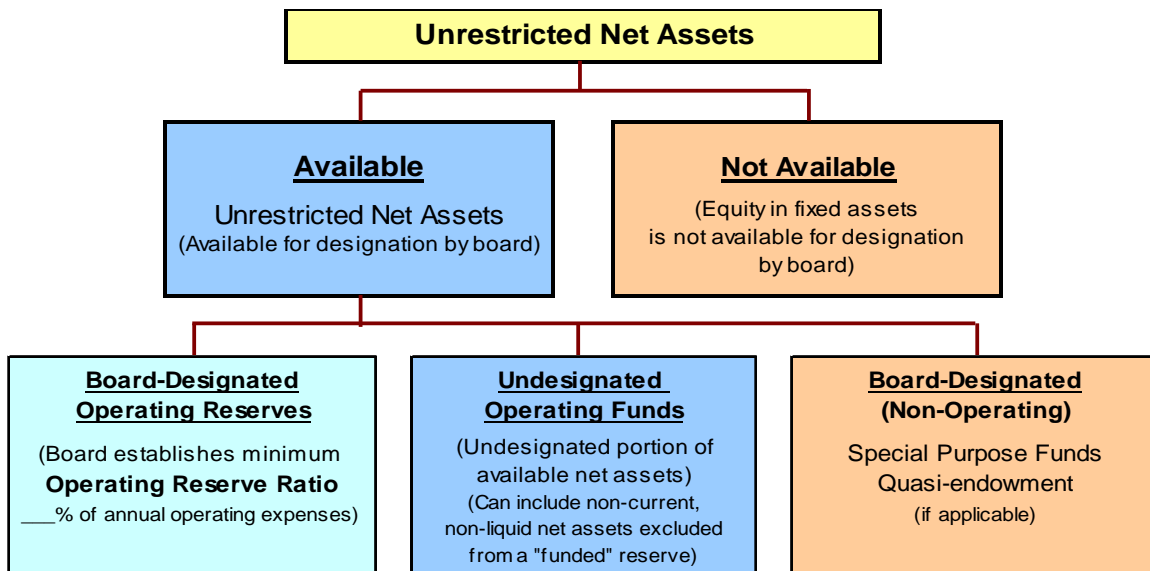 Unrestricted Net Assets
Available
Unrestricted Net Assets
(Available for designation by board)
Not Available
(Equity in fixed assets
is not available for designation
by board)
Board-Designated
Operating Reserves
(Board establishes minimum
Operating Reserve Ratio
___% of annual operating expenses)
Undesignated
Operating Funds
(Undesignated portion of
available net assets)
(Can include non-current,
non-liquid net assets excluded
from a "funded" reserve)
Board-Designated
(Non-Operating)
Special Purpose Funds
Quasi-endowment
(if applicable)